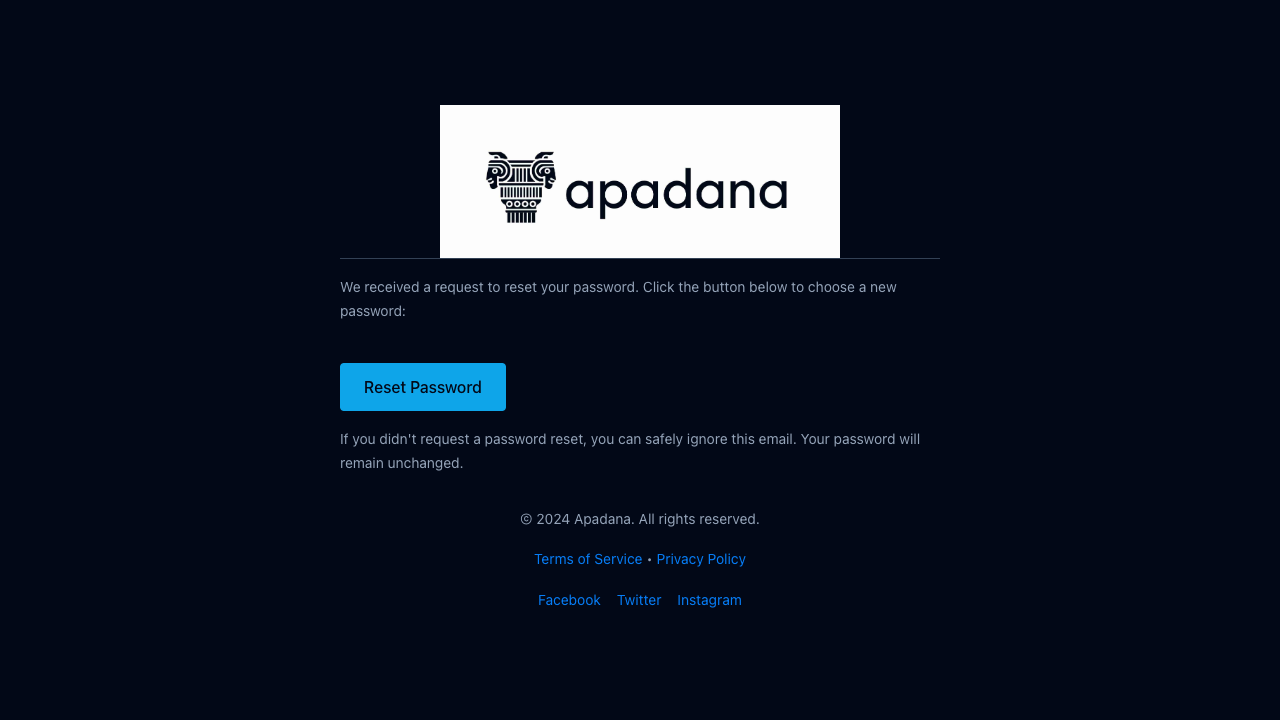 apadana
We received a request to reset your password. Click the button below to choose a new
password:
Reset Password
If you didn't request a password reset, you can safely ignore this email. Your password will
remain unchanged.
© 2024 Apadana. All rights reserved.
Terms of Service • Privacy Policy
Facebook Twitter Instagram